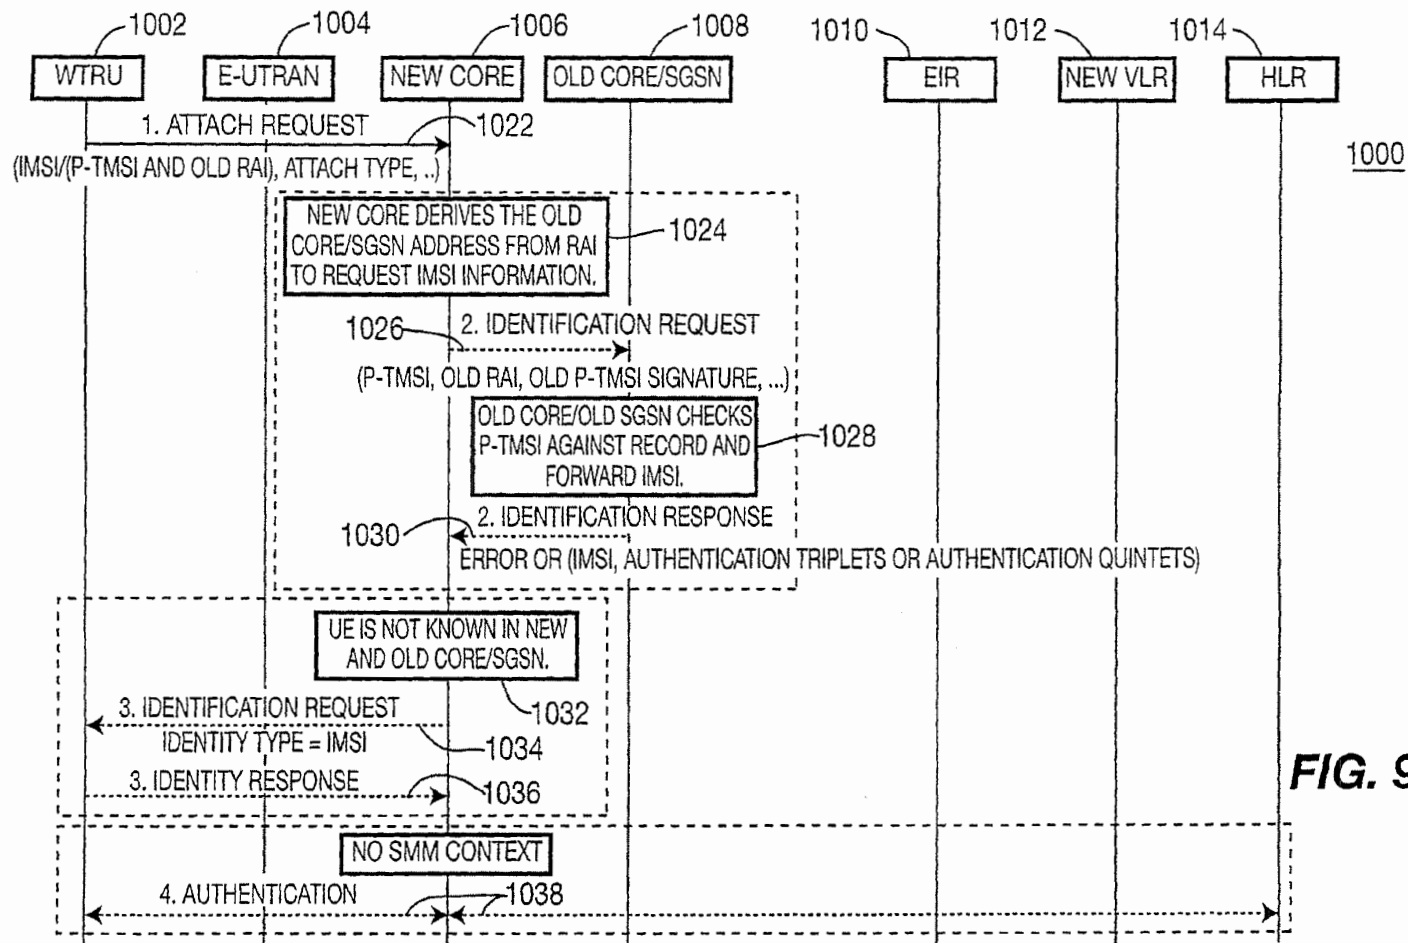 1002
1004
1006
1008
1010
1012
1014
WTRU
E-UTRAN
NEW CORE
OLD CORE/SGSN
EIR
NEW VLR
HLR
1. ATTACH REQUEST
1022
(IMSI/(P-TMSI AND OLD RAI), ATTACH TYPE, ..)
1000
NEW CORE DERIVES THE OLD
CORE/SGSN ADDRESS FROM RAI
TO REQUEST IMSI INFORMATION.
1024
1026
2. IDENTIFICATION REQUEST
(P-TMSI, OLD RAI, OLD P-TMSI SIGNATURE, ...)
OLD CORE/OLD SGSN CHECKS
P-TMSI AGAINST RECORD AND
FORWARD IMSI.
1028
1030
2. IDENTIFICATION RESPONSE
ERROR OR (IMSI, AUTHENTICATION TRIPLETS OR AUTHENTICATION QUINTETS)
UE IS NOT KNOWN IN NEW
AND OLD CORE/SGSN.
1032
3. IDENTIFICATION REQUEST
IDENTITY TYPE = IMSI
1034
3. IDENTITY RESPONSE
1036
FIG. 9
NO SMM CONTEXT
4. AUTHENTICATION
1038